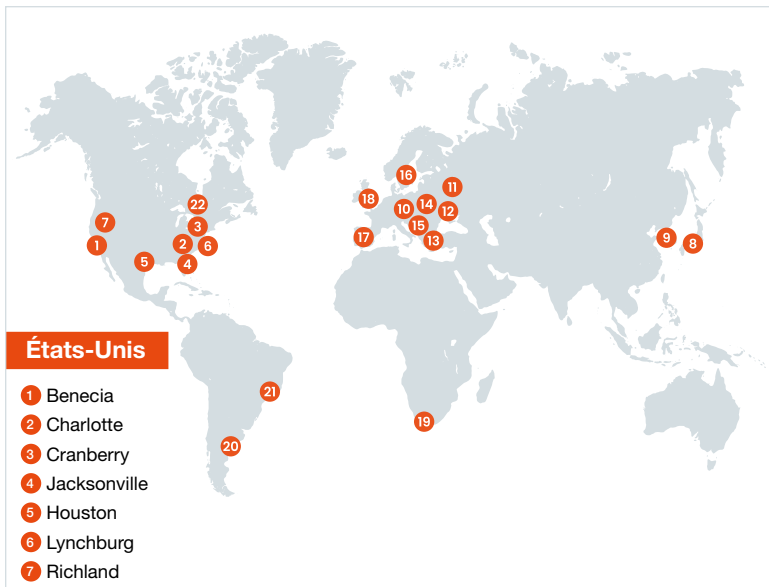 16
11
18
22
10
14
12
7
3
15
17
13
9
8
1
2
6
5
4
États-Unis
1 Benecia
21
2 Charlotte
19
3 Cranberry
20
4 Jacksonville
5 Houston
6 Lynchburg
7 Richland